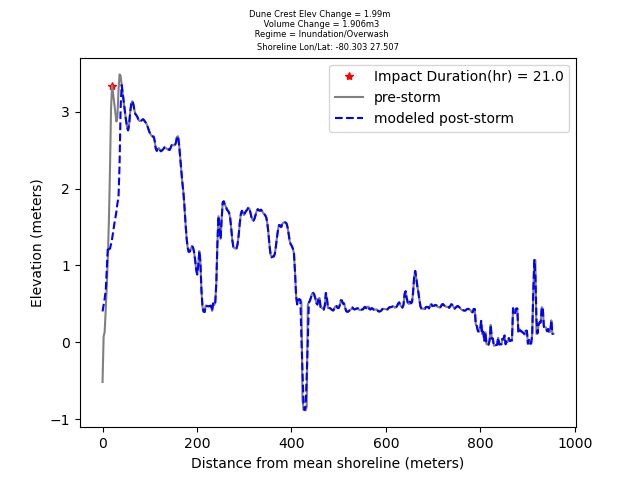 Dune Crest Elev Change = 1.99m
Volume Change = 1.906m3
Regime = Inundation/Overwash
Shoreline Lon/Lat: -80.303 27.507
Impact Duration(hr) = 21.0
pre-storm
modeled post-storm
Elevation (meters)
3
2
1
0
−1
0 200 400 600 800 1000
Distance from mean shoreline (meters)